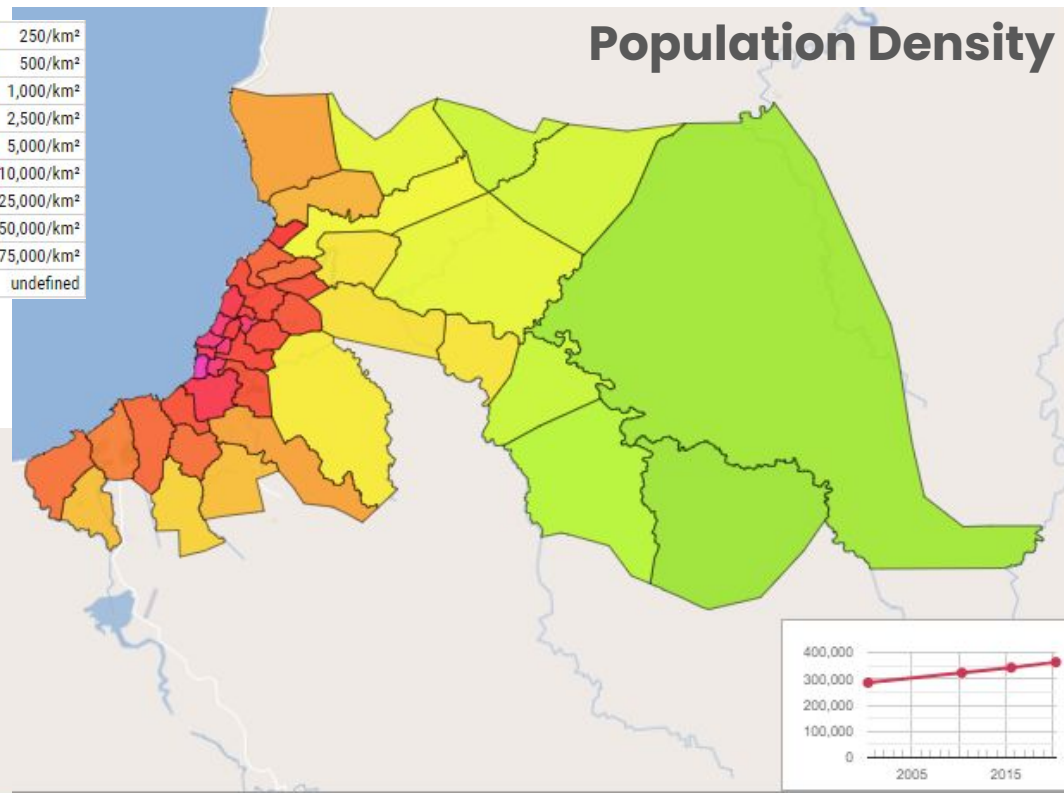 Population Density
250/km²
500/km²
1,000/km²
2,500/km²
5,000/km²
10,000/km²
25,000/km²
50,000/km²
75,000/km²
undefined
400,000
300,000
200,000
100,000
0
2005
2015